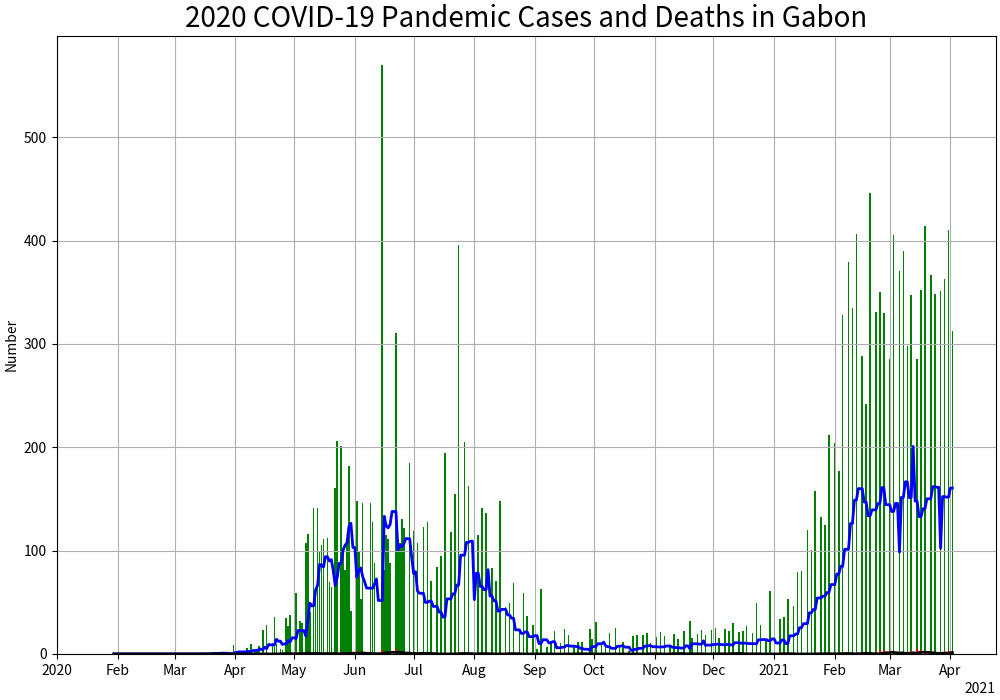 2020 COVID-19 Pandemic Cases and Deaths in Gabon
Number
500
400
300
200
100
0
2020 Feb Mar Apr May Jun Jul Aug Sep Oct Nov Dec 2021 Feb Mar Apr
2021